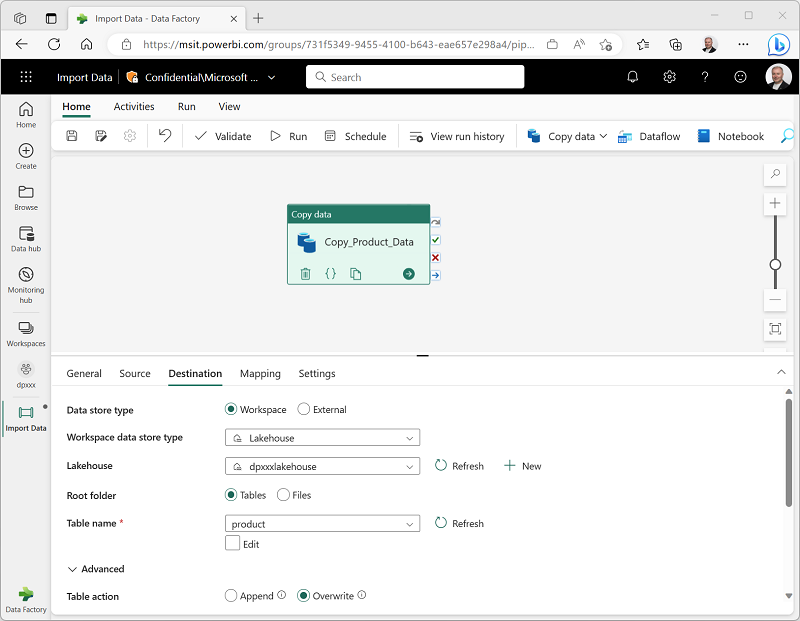 Import Data - Data Factory
https://msit.powerbi.com/groups/731f5349-9455-4100-b643-eae657e298a4/pip...
Import Data Confidential\Microsoft ... Search
Home Activities Run View
Validate Run Schedule View run history Copy data Dataflow Notebook
Home
Create
Browse
Data hub
Monitoring
hub
Workspaces
dpxxx
Import Data
Data Factory
Copy data
Copy_Product_Data
General Source Destination Mapping Settings
Data store type Workspace External
Workspace data store type Lakehouse
Lakehouse dpxxxlakehouse Refresh New
Root folder Tables Files
Table name * product Refresh
Edit
Advanced
Table action Append Overwrite